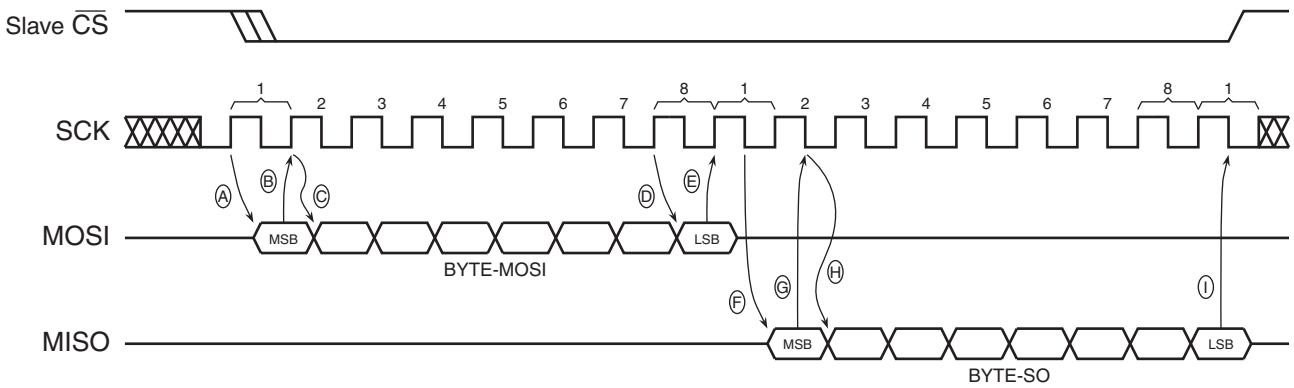 Slave CS
1 2 3 4 5 6 7 8 1 2 3 4 5 6 7 8 1
SCK
A B C D E
MOSI MSB LSB
BYTE-MOSI
F G H I
MISO MSB LSB
BYTE-SO